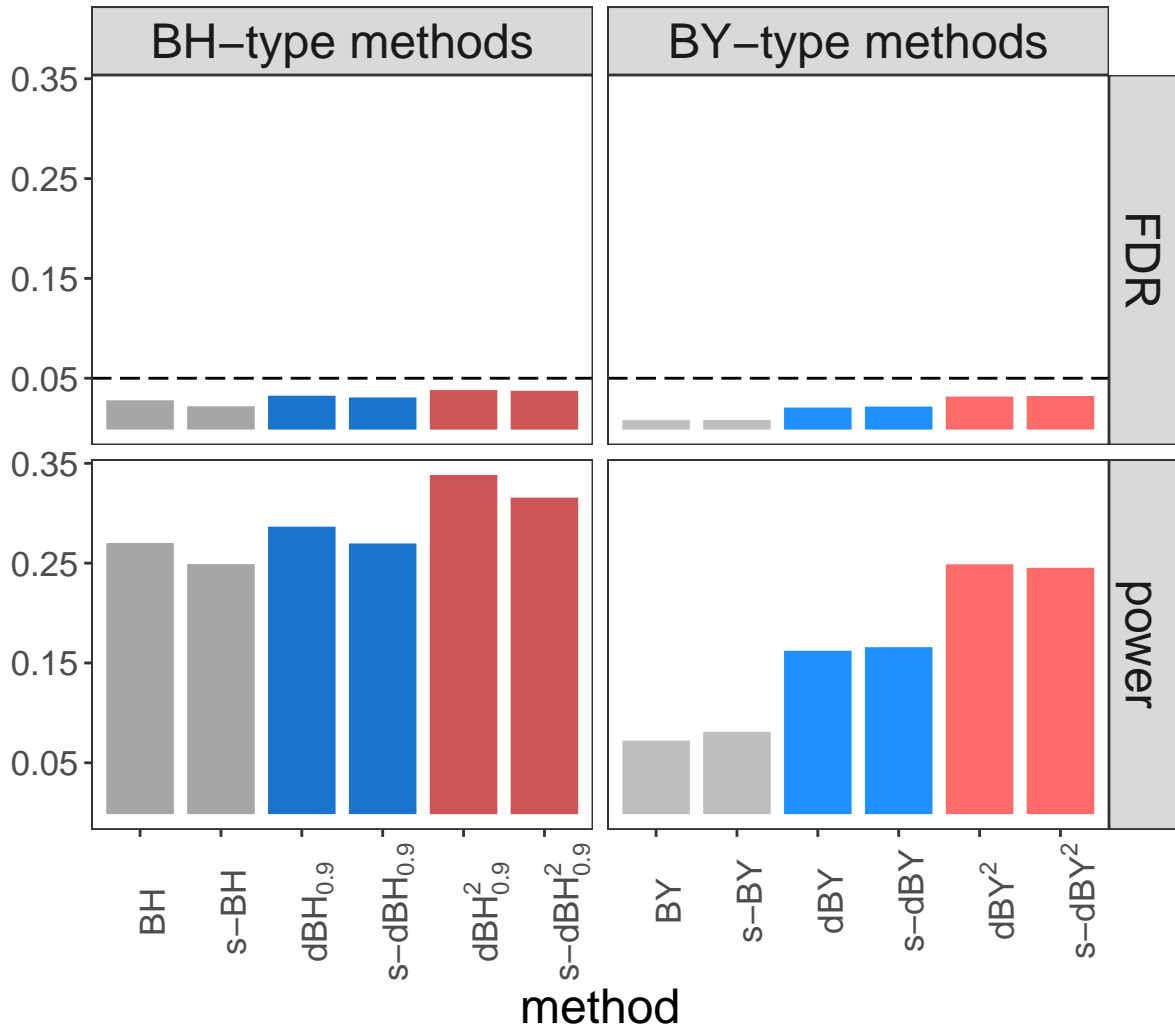 BH−type methods
BY−type methods
0.35
0.25
0.15
0.05
FDR
0.35
0.25
0.15
0.05
power
BH
s−BH
dBH₀.₉
s−dBH₀.₉
dBH²₀.₉
s−dBH²₀.₉
BY
s−BY
dBY
s−dBY
dBY²
s−dBY²
method